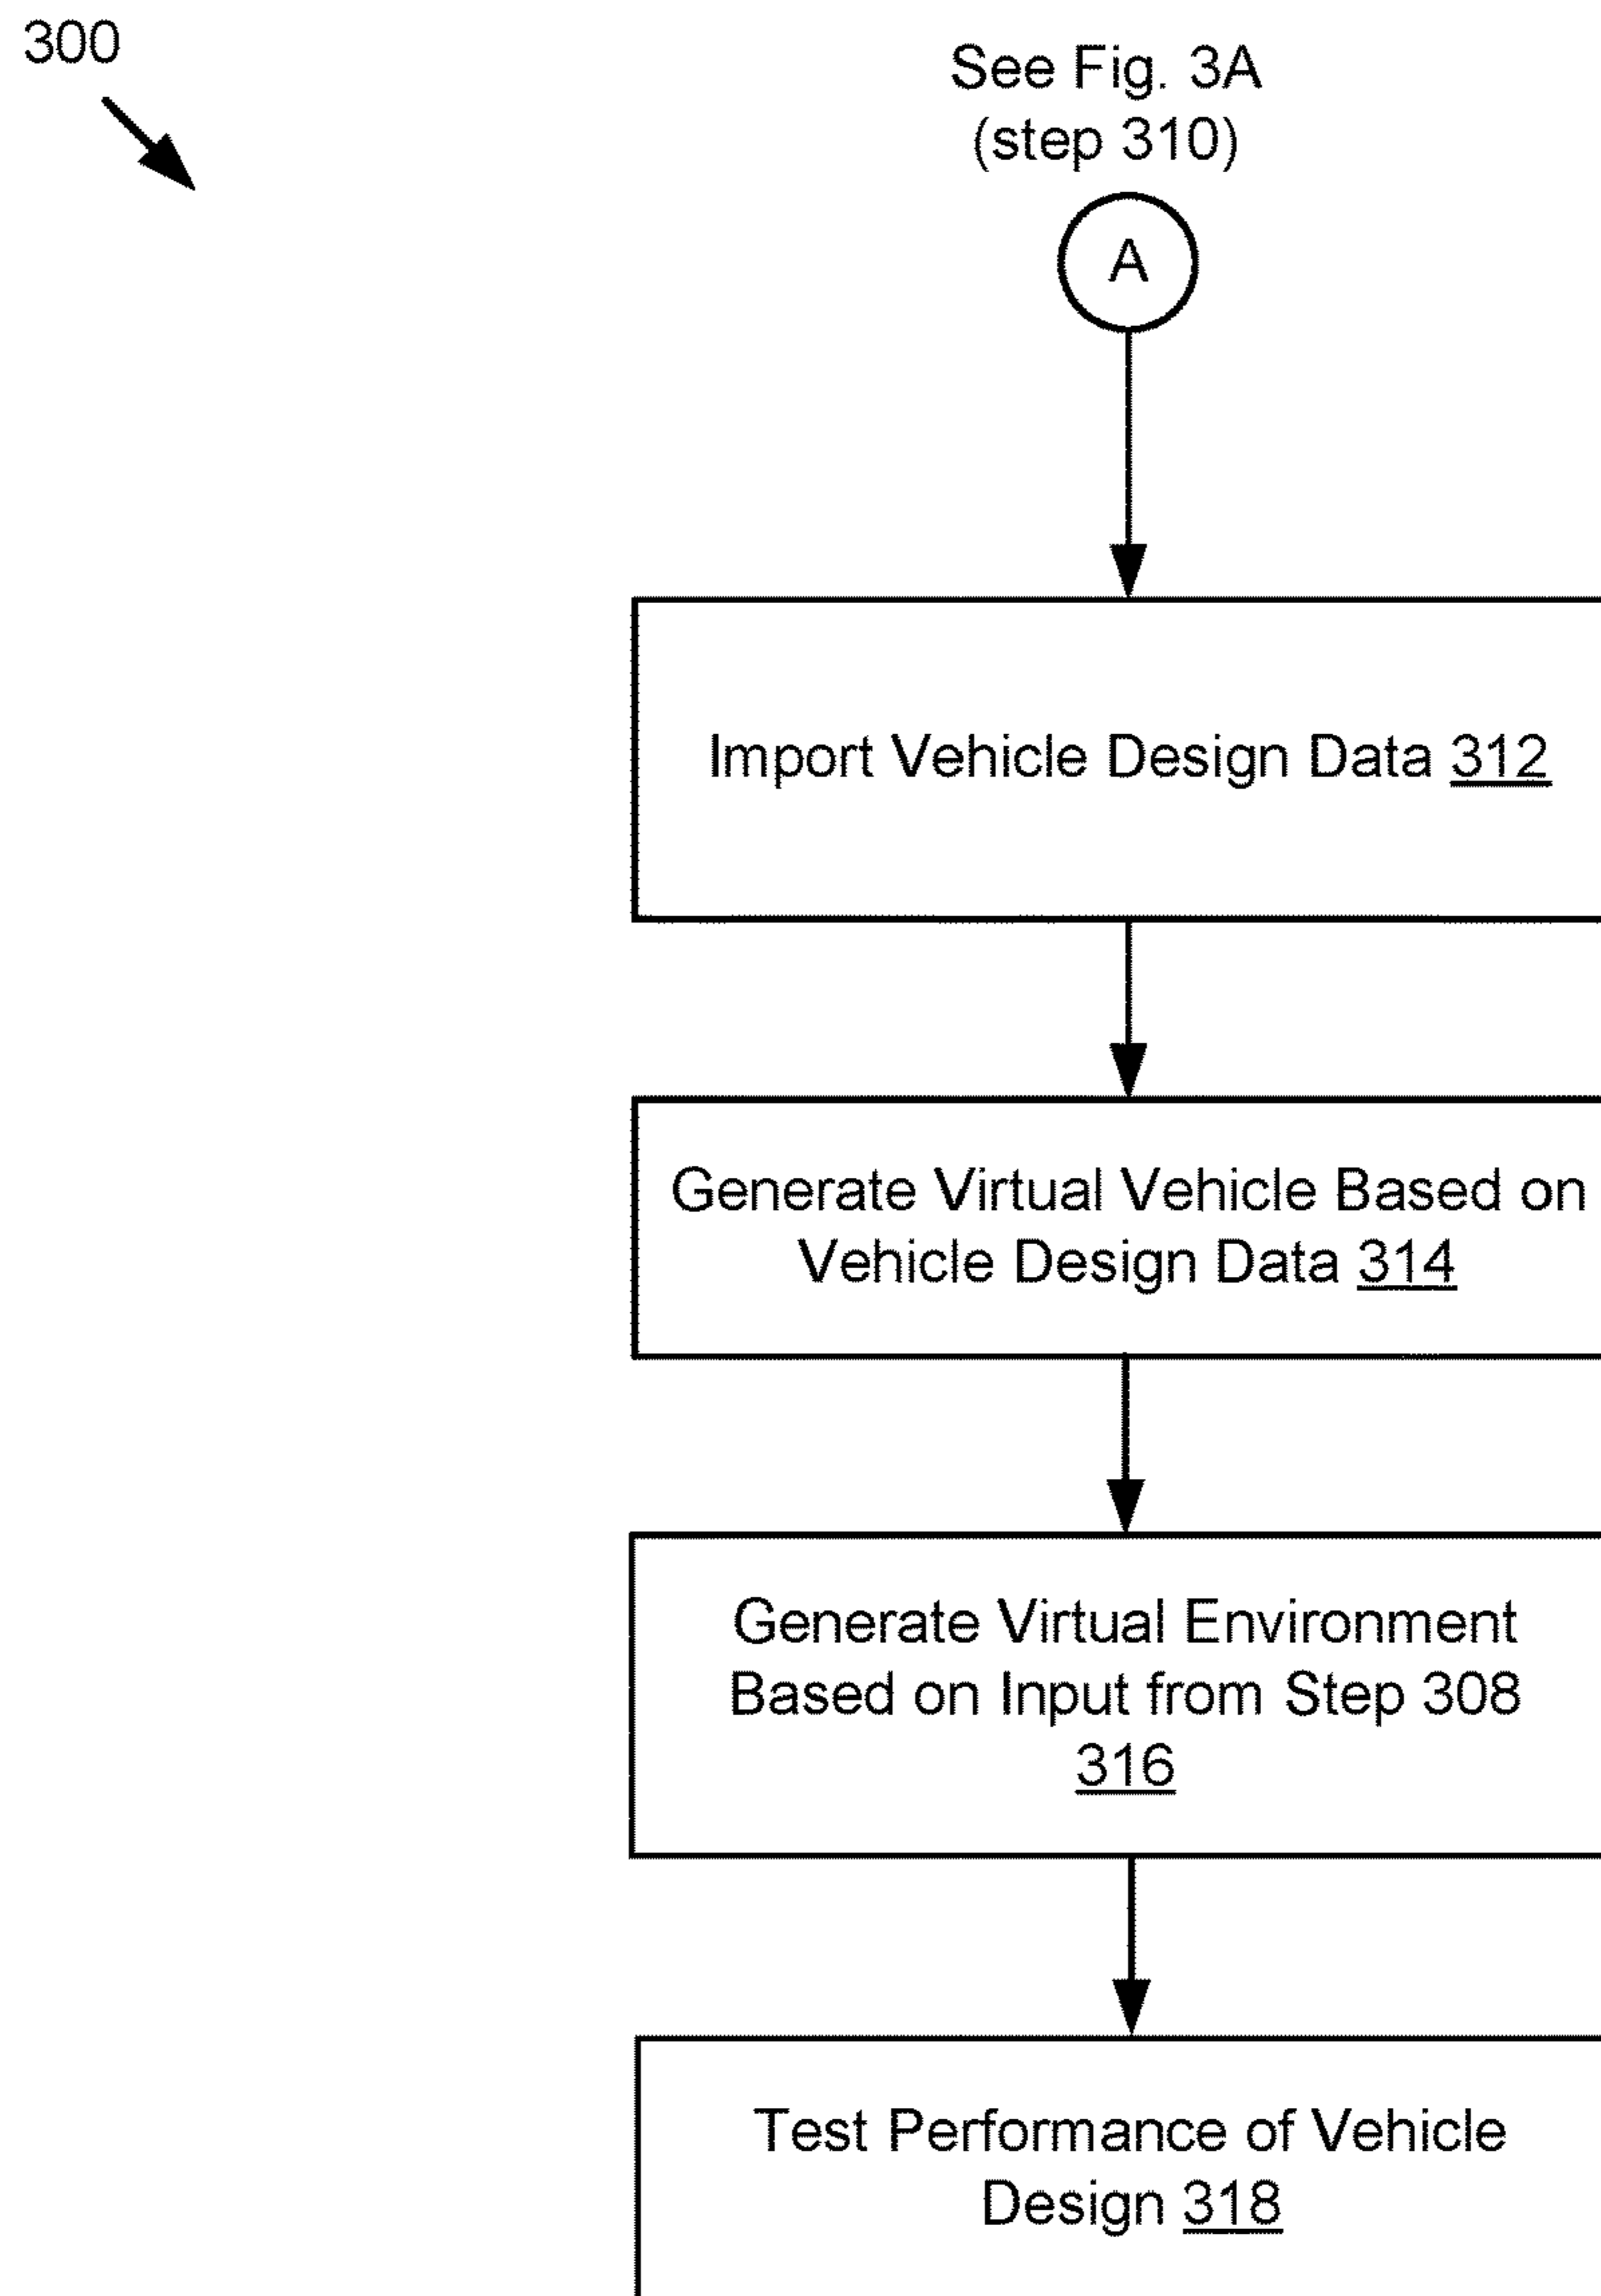 300
See Fig. 3A
(step 310)
A
Import Vehicle Design Data 312
Generate Virtual Vehicle Based on
Vehicle Design Data 314
Generate Virtual Environment
Based on Input from Step 308
316
Test Performance of Vehicle
Design 318